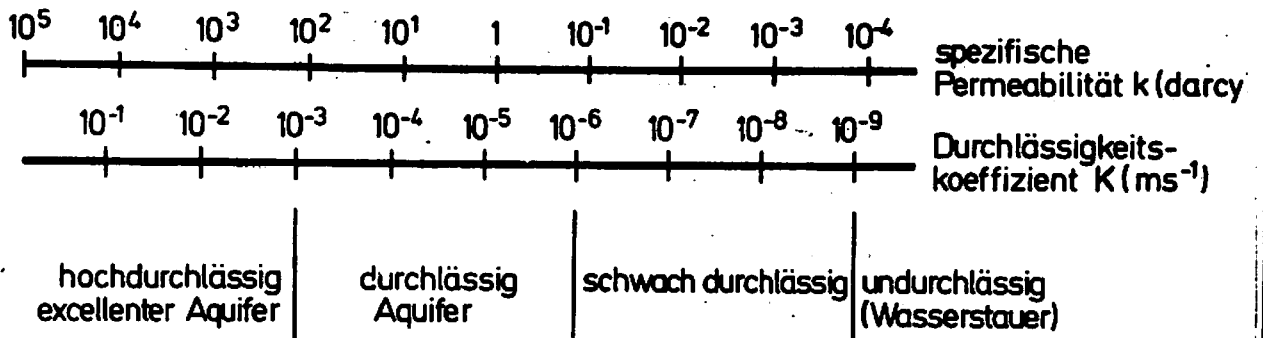 10⁵ 10⁴ 10³ 10² 10¹ 1 10⁻¹ 10⁻² 10⁻³ 10⁻⁴
spezifische
Permeabilität k (darcy
10⁻¹ 10⁻² 10⁻³ 10⁻⁴ 10⁻⁵ 10⁻⁶ 10⁻⁷ 10⁻⁸ 10⁻⁹
Durchlässigkeits-
koeffizient K (ms⁻¹)
hochdurchlässig
excellenter Aquifer
durchlässig
Aquifer
schwach durchlässig
undurchlässig
(Wasserstauer)